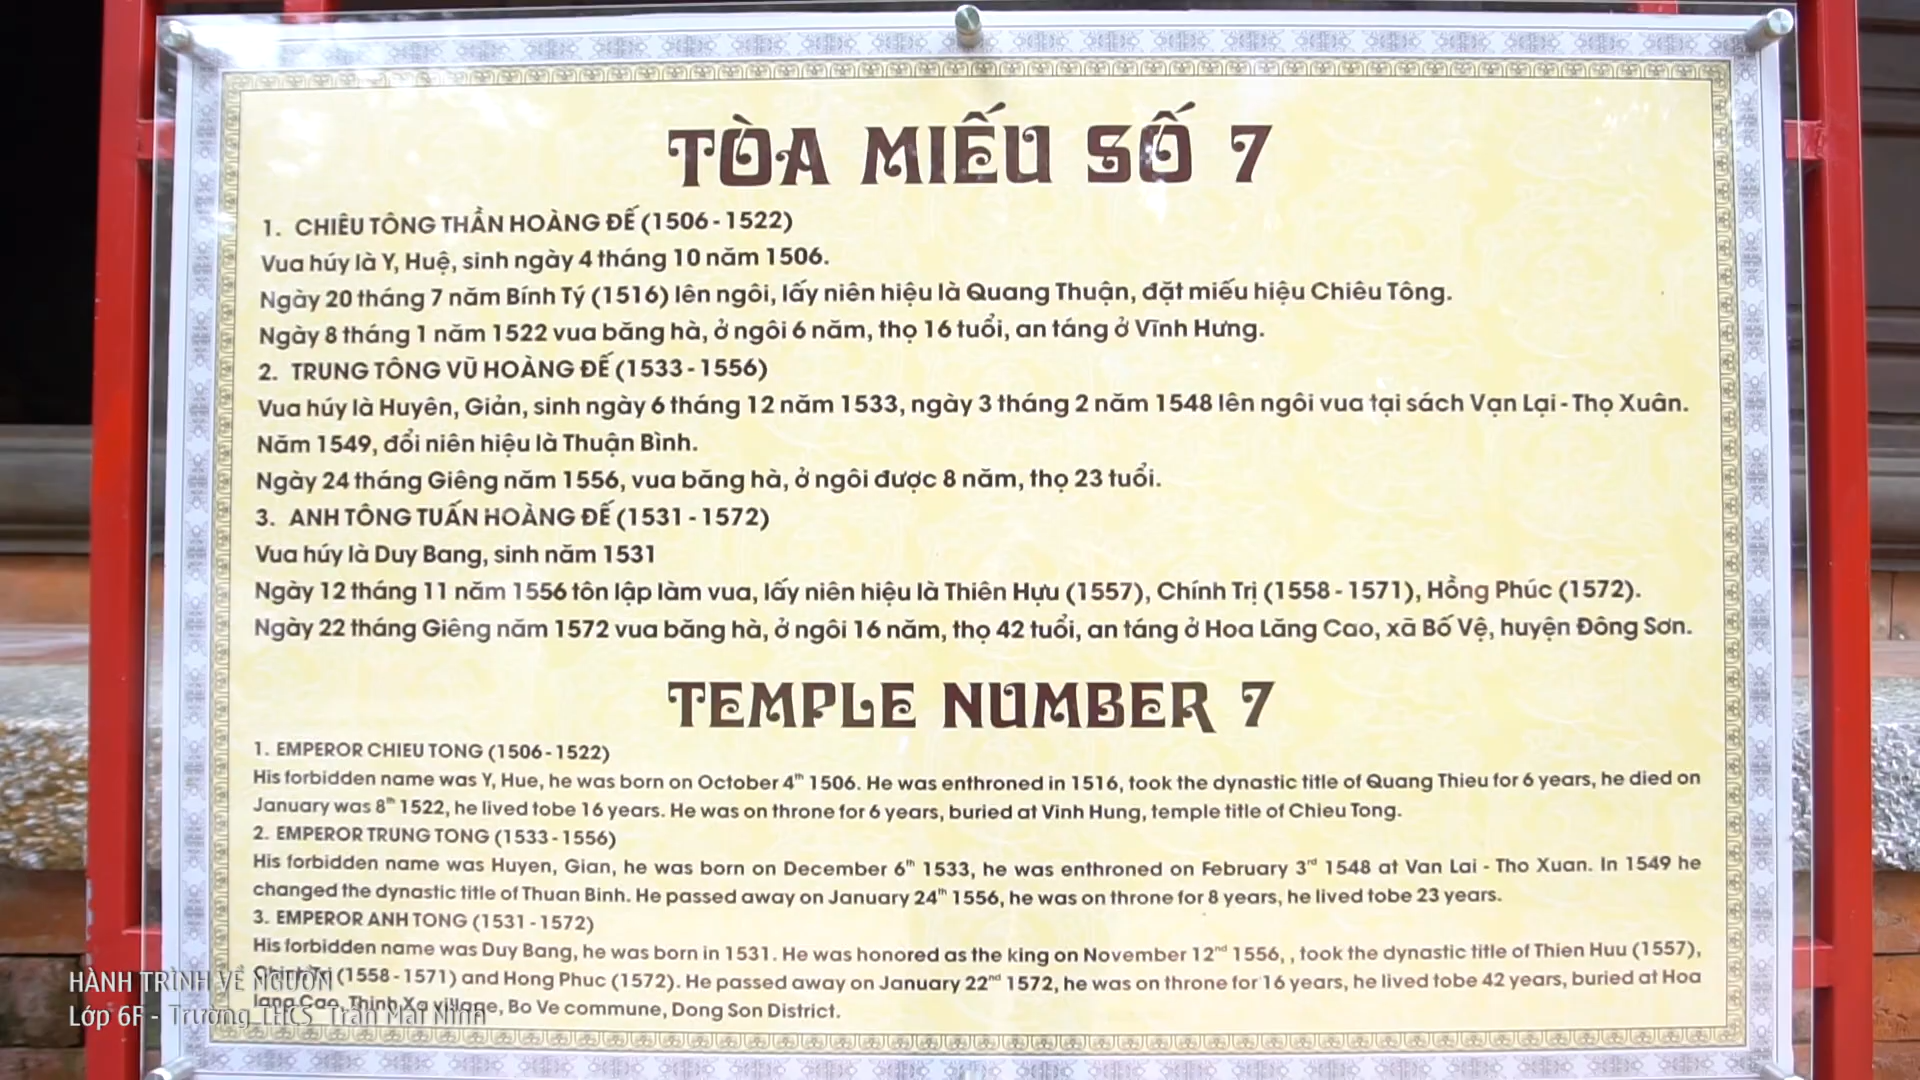 TÒA MIẾU SỐ 7
1. CHIÊU TÔNG THẦN HOÀNG ĐẾ (1506 - 1522)
Vua húy là Y, Huệ, sinh ngày 4 tháng 10 năm 1506.
Ngày 20 tháng 7 năm Bính Tý (1516) lên ngôi, lấy niên hiệu là Quang Thuận, đặt miếu hiệu Chiêu Tông.
Ngày 8 tháng 1 năm 1522 vua băng hà, ở ngôi 6 năm, thọ 16 tuổi, an táng ở Vĩnh Hưng.
2. TRUNG TÔNG VŨ HOÀNG ĐẾ (1533 - 1556)
Vua húy là Huyên, Giản, sinh ngày 6 tháng 12 năm 1533, ngày 3 tháng 2 năm 1548 lên ngôi vua tại sách Vạn Lại - Thọ Xuân.
Năm 1549, đổi niên hiệu là Thuận Bình.
Ngày 24 tháng Giêng năm 1556, vua băng hà, ở ngôi được 8 năm, thọ 23 tuổi.
3. ANH TÔNG TUẤN HOÀNG ĐẾ (1531 - 1572)
Vua húy là Duy Bang, sinh năm 1531
Ngày 12 tháng 11 năm 1556 tôn lập làm vua, lấy niên hiệu là Thiên Hựu (1557), Chính Trị (1558 - 1571), Hồng Phúc (1572).
Ngày 22 tháng Giêng năm 1572 vua băng hà, ở ngôi 16 năm, thọ 42 tuổi, an táng ở Hoa Lăng Cao, xã Bố Vệ, huyện Đông Sơn.
TEMPLE NUMBER 7
1. EMPEROR CHIEU TONG (1506 - 1522)
His forbidden name was Y, Hue, he was born on October 4th 1506. He was enthroned in 1516, took the dynastic title of Quang Thieu for 6 years, he died on
January was 8th 1522, he lived tobe 16 years. He was on throne for 6 years, buried at Vinh Hung, temple title of Chieu Tong.
2. EMPEROR TRUNG TONG (1533 - 1556)
His forbidden name was Huyen, Gian, he was born on December 6th 1533, he was enthroned on February 3rd 1548 at Van Lai - Tho Xuan. In 1549 he
changed the dynastic title of Thuan Binh. He passed away on January 24th 1556, he was on throne for 8 years, he lived tobe 23 years.
3. EMPEROR ANH TONG (1531 - 1572)
His forbidden name was Duy Bang, he was born in 1531. He was honored as the king on November 12nd 1556, , took the dynastic title of Thien Huu (1557),
Chinh Tri (1558 - 1571) and Hong Phuc (1572). He passed away on January 22nd 1572, he was on throne for 16 years, he lived tobe 42 years, buried at Hoa
lang Cao, Thinh Xa village, Bo Ve commune, Dong Son District.
HÀNH TRÌNH VỀ NGUỒN
Lớp 6F - Trường THCS Trần Mai Ninh